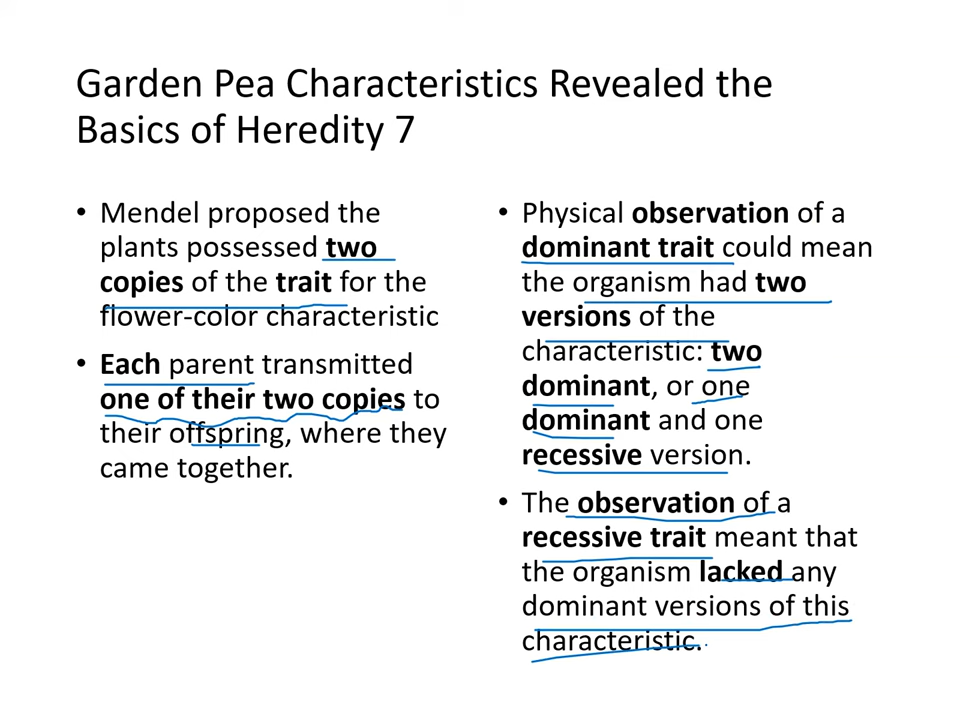 Garden Pea Characteristics Revealed the
Basics of Heredity 7
• Mendel proposed the
plants possessed two
copies of the trait for the
flower-color characteristic
• Each parent transmitted
one of their two copies to
their offspring, where they
came together.
• Physical observation of a
dominant trait could mean
the organism had two
versions of the
characteristic: two
dominant, or one
dominant and one
recessive version.
• The observation of a
recessive trait meant that
the organism lacked any
dominant versions of this
characteristic.